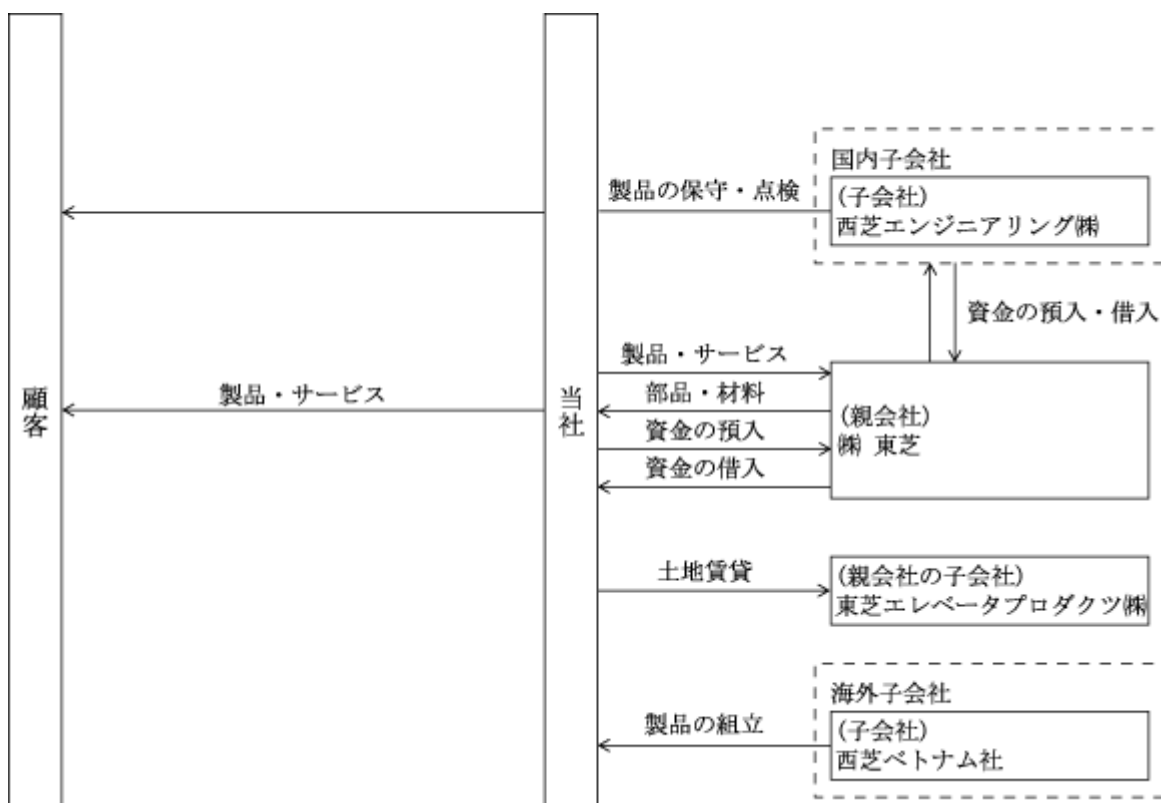 国内子会社
(子会社)
西芝エンジニアリング㈱
製品の保守・点検
資金の預入・借入
製品・サービス
部品・材料
資金の預入
資金の借入
(親会社)
㈱ 東芝
顧客
製品・サービス
当社
土地賃貸
(親会社の子会社)
東芝エレベータプロダクツ㈱
海外子会社
(子会社)
西芝ベトナム社
製品の組立